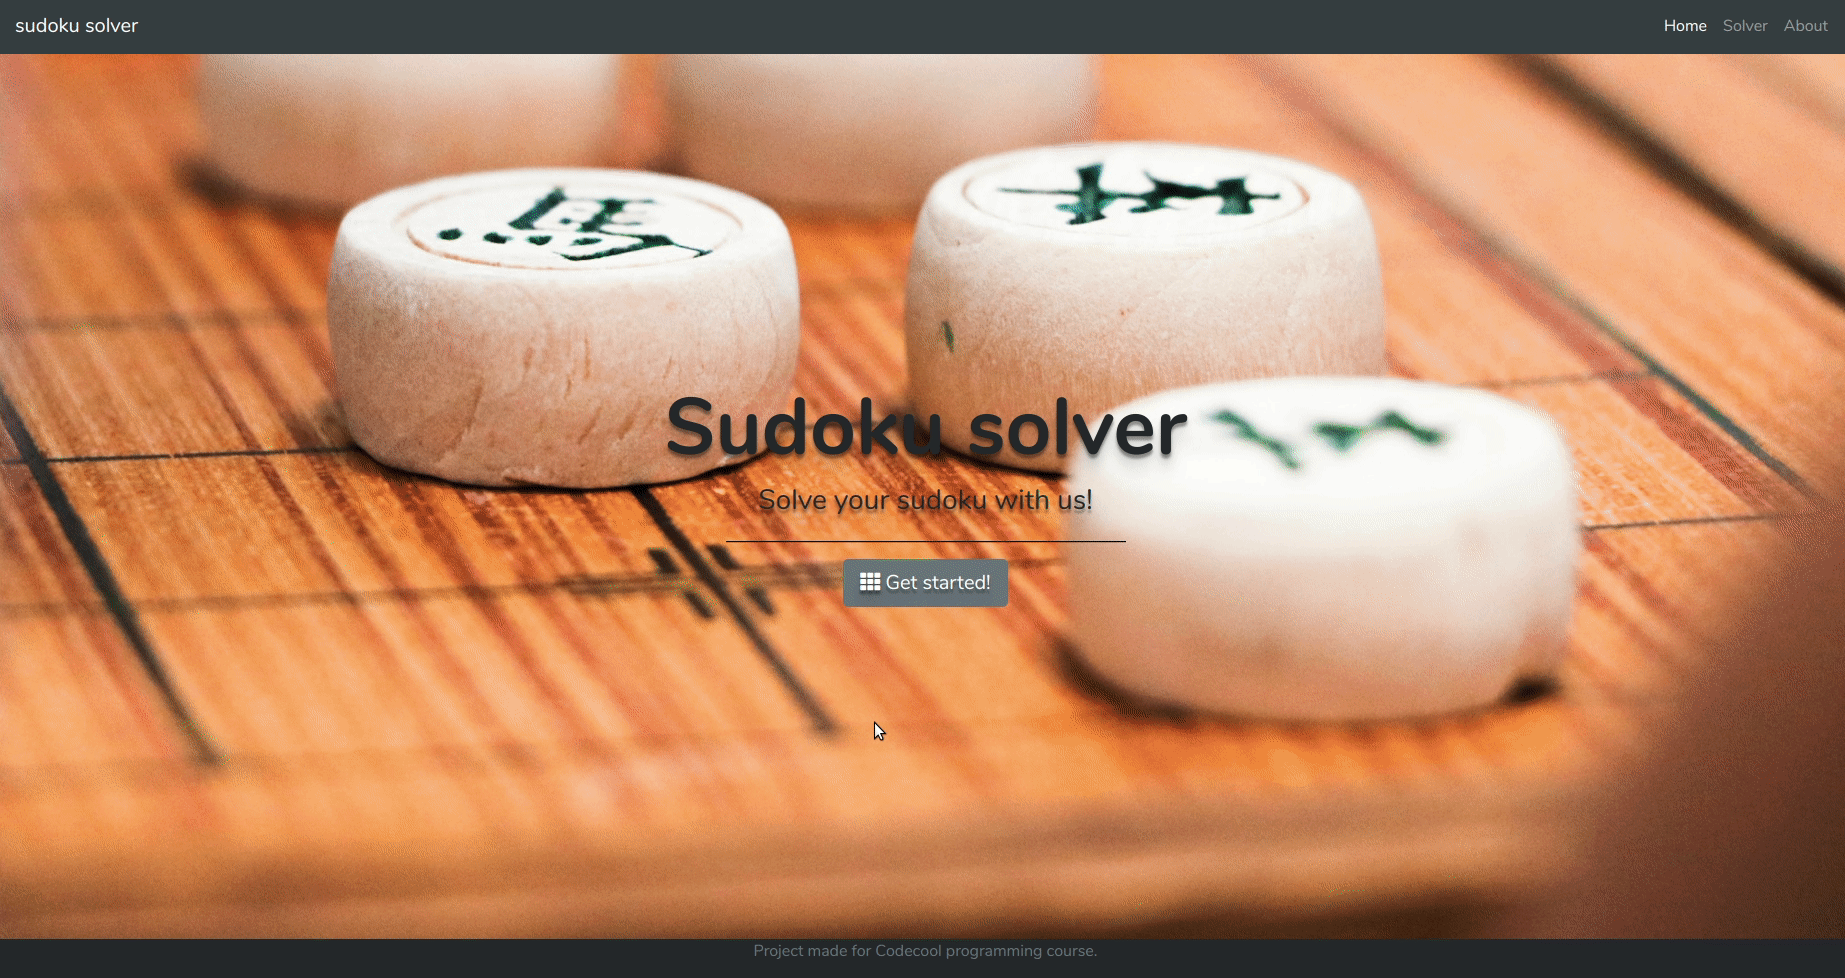 sudoku solver
Home Solver About
馬
Sudoku solver
Solve your sudoku with us!
Get started!
Project made for Codecool programming course.